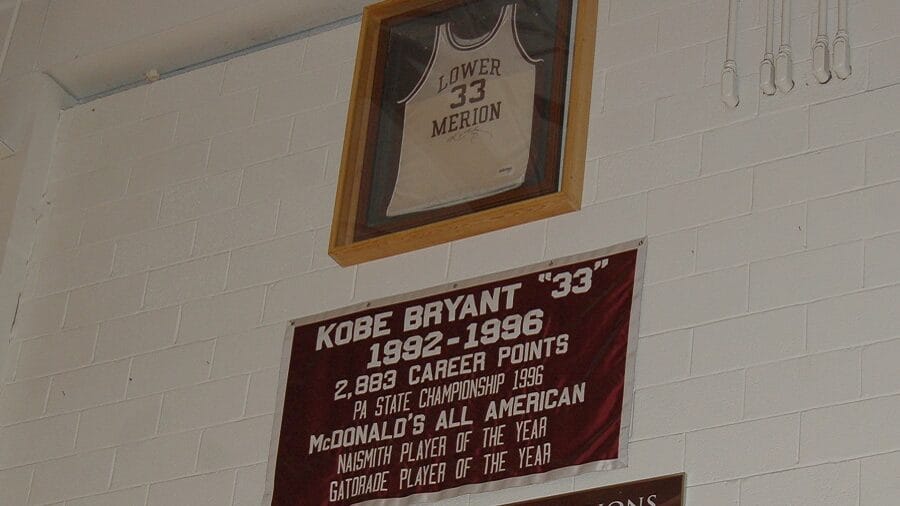 LOWER
33
MERION
KOBE BRYANT "33"
1992-1996
2,883 CAREER POINTS
PA STATE CHAMPIONSHIP 1996
McDONALD'S ALL AMERICAN
NAISMITH PLAYER OF THE YEAR
GATORADE PLAYER OF THE YEAR